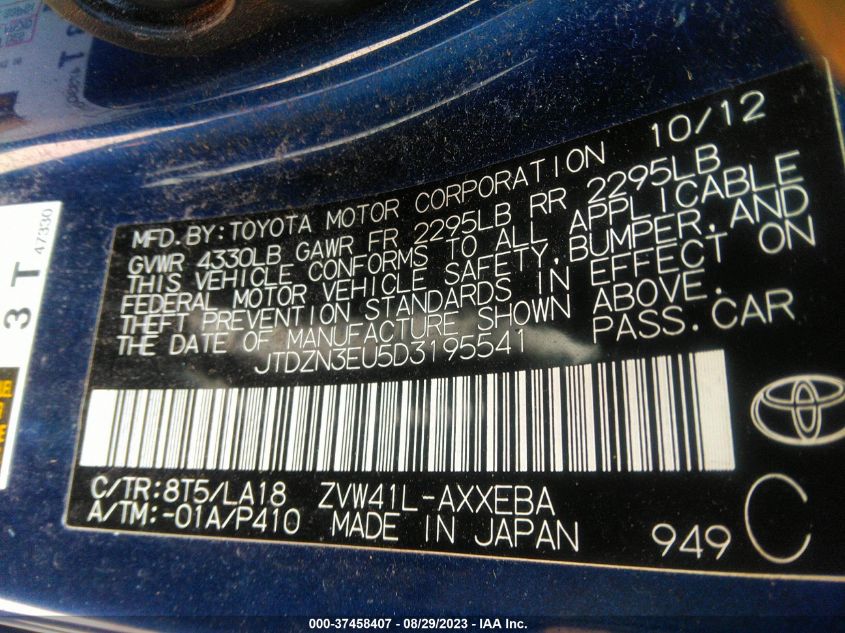 MFD.BY:TOYOTA MOTOR CORPORATION 10/12
GVWR 4330LB GAWR FR 2295LB RR 2295LB
THIS VEHICLE CONFORMS TO ALL APPLICABLE
FEDERAL MOTOR VEHICLE SAFETY,BUMPER,AND
THEFT PREVENTION STANDARDS IN EFFECT ON
THE DATE OF MANUFACTURE SHOWN ABOVE.
JTDZN3EU5D3195541 PASS.CAR
C/TR:8T5/LA18 ZVW41L-AXXEBA
A/TM:-01A/P410 MADE IN JAPAN
949 C
3 T
47330
000-37458407 - 08/29/2023 - IAA Inc.